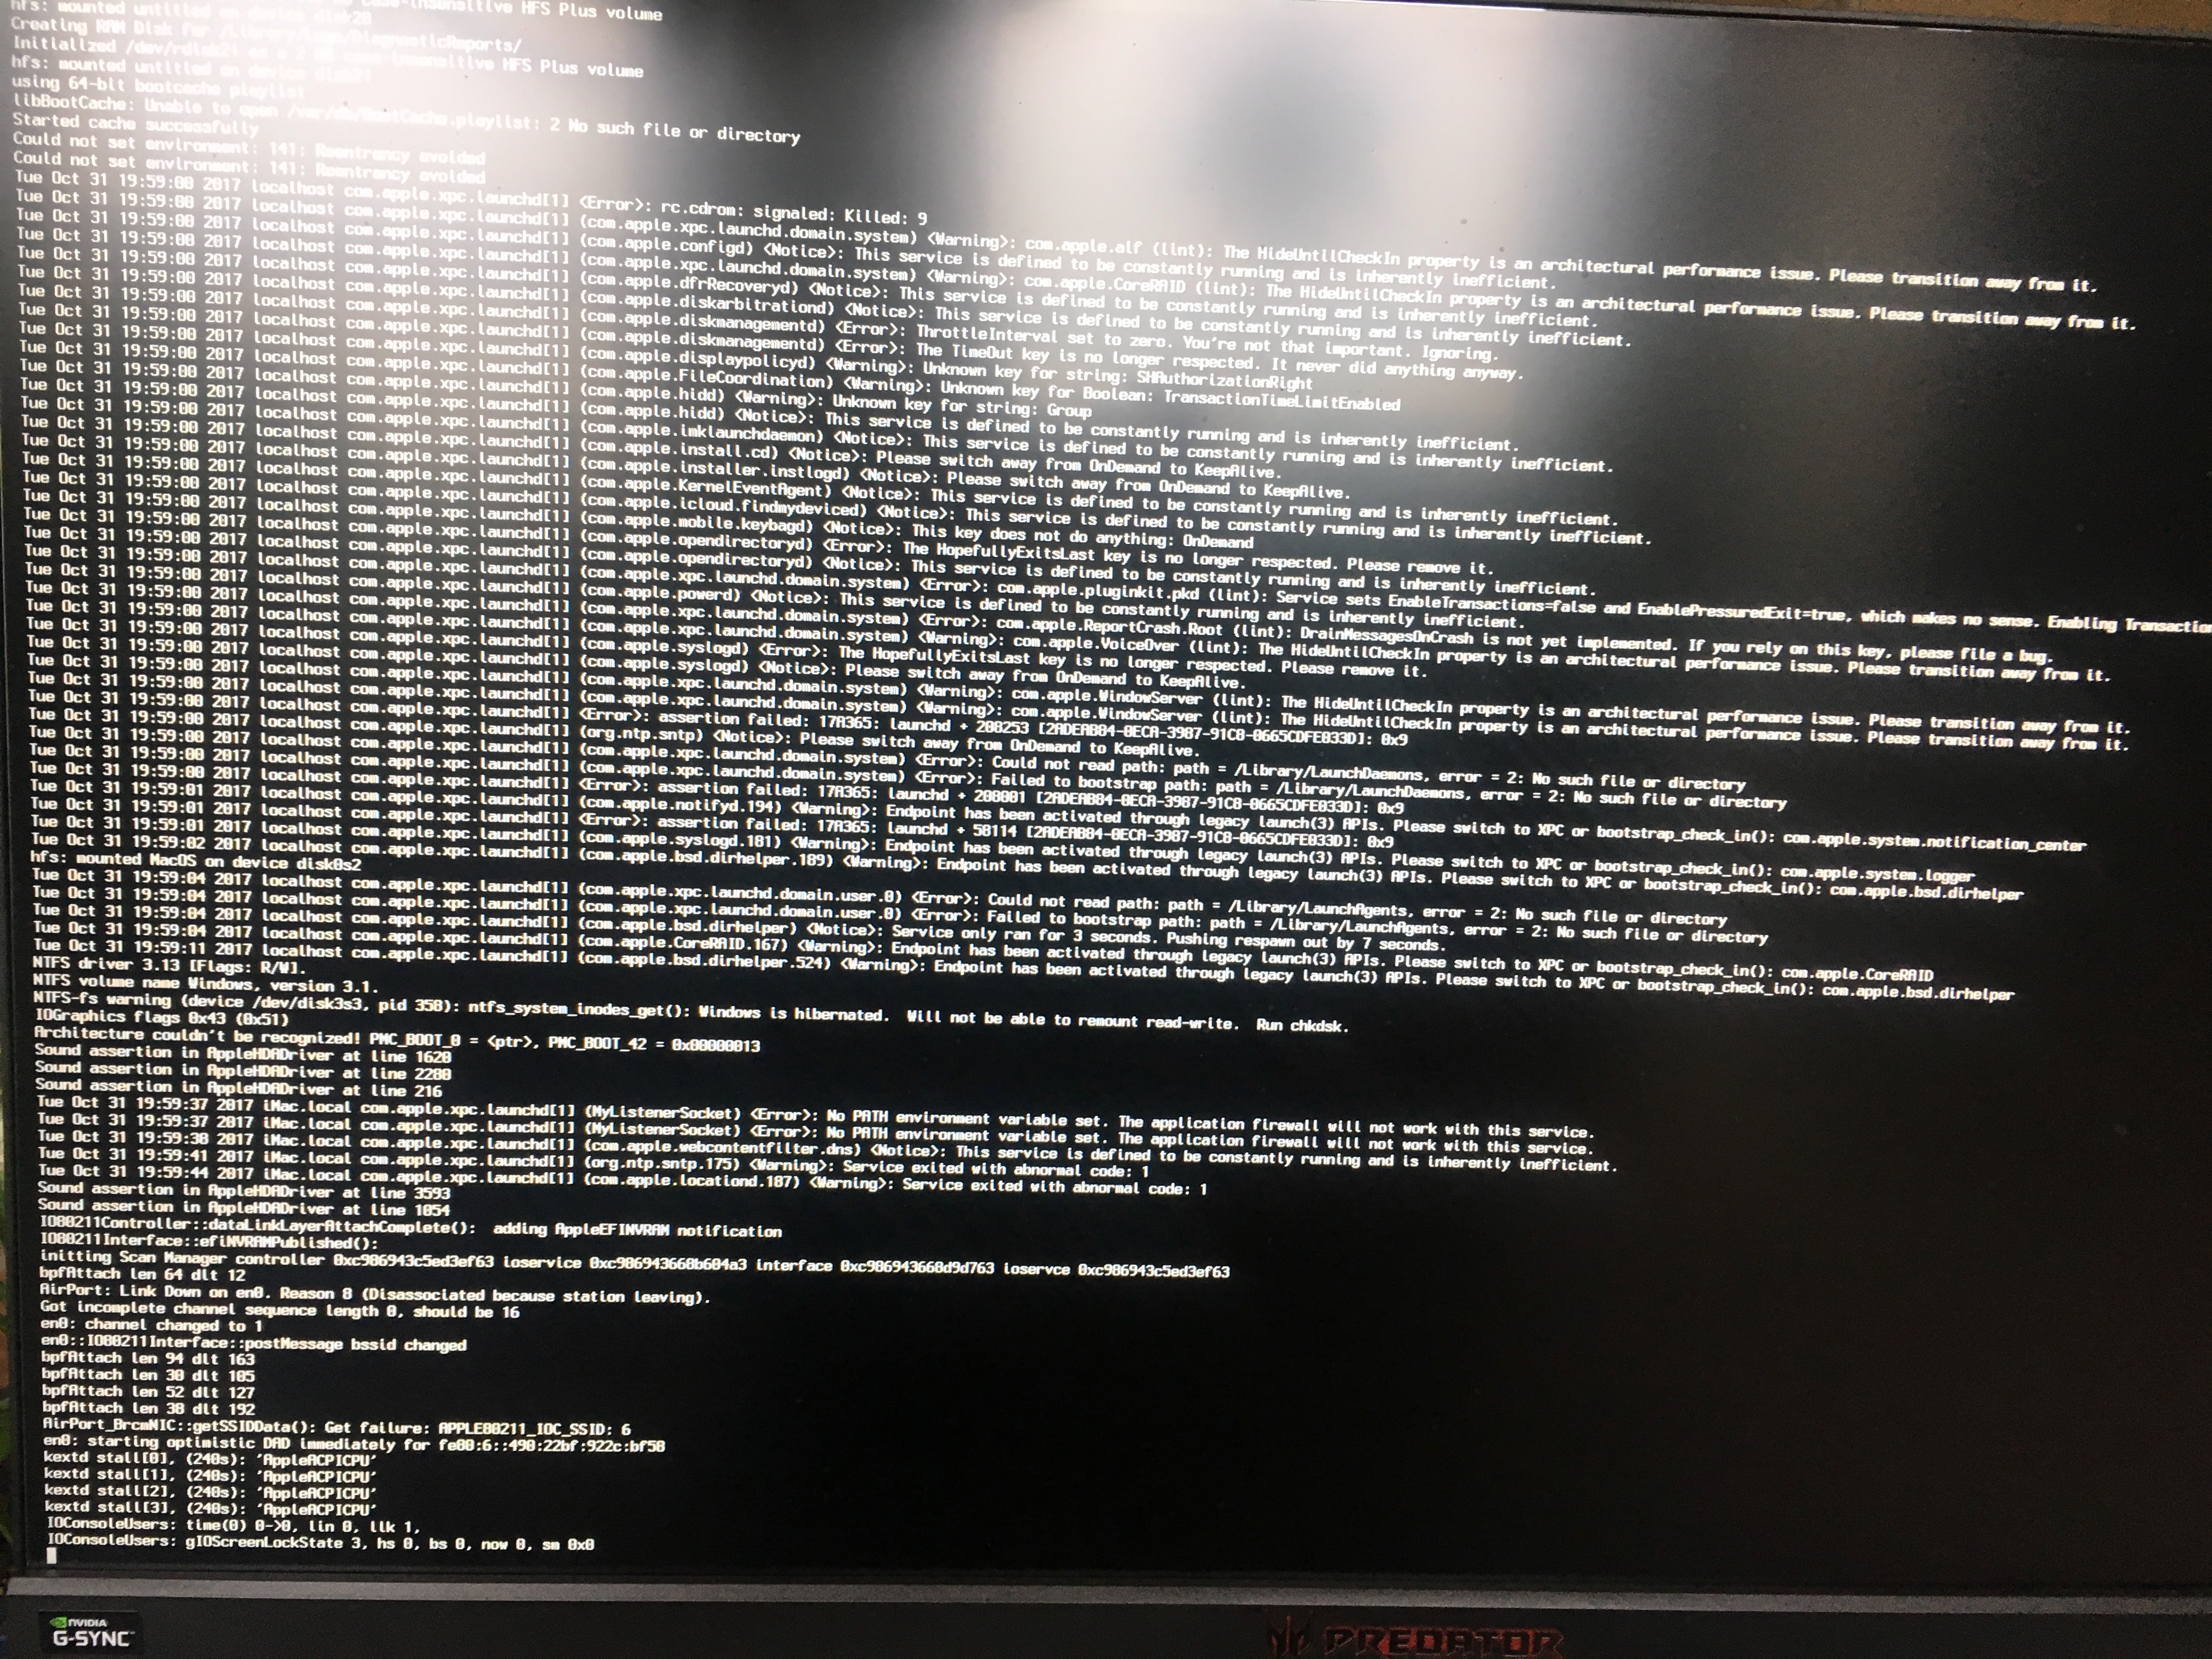 hfs: mounted untitled on device disk20
case-insensitive HFS Plus volume
Creating RAM Disk for /Library/Logs/DiagnosticReports/
Initialized /dev/rdisk21 as a 2 case-insensitive HFS Plus volume
hfs: mounted untitled on device disk21
using 64-bit bootcache playlist
libBootCache: Unable to open /var/db/BootCache.playlist: 2 No such file or directory
Started cache successfully
Could not set environment: 141: Reentrancy avoided
Could not set environment: 141: Reentrancy avoided
Tue Oct 31 19:59:00 2017 localhost com.apple.xpc.launchd[1] <Error>: rc.cdrom: signaled: Killed: 9
Tue Oct 31 19:59:00 2017 localhost com.apple.xpc.launchd[1] (com.apple.xpc.launchd.domain.system) <Warning>: com.apple.alf (lint): The HideUntilCheckIn property is an architectural performance issue. Please transition away from it.
Tue Oct 31 19:59:00 2017 localhost com.apple.xpc.launchd[1] (com.apple.configd) <Notice>: This service is defined to be constantly running and is inherently inefficient.
Tue Oct 31 19:59:00 2017 localhost com.apple.xpc.launchd[1] (com.apple.xpc.launchd.domain.system) <Warning>: com.apple.CoreRAID (lint): The HideUntilCheckIn property is an architectural performance issue. Please transition away from it.
Tue Oct 31 19:59:00 2017 localhost com.apple.xpc.launchd[1] (com.apple.dfrRecoveryd) <Notice>: This service is defined to be constantly running and is inherently inefficient.
Tue Oct 31 19:59:00 2017 localhost com.apple.xpc.launchd[1] (com.apple.diskarbitrationd) <Notice>: This service is defined to be constantly running and is inherently inefficient.
Tue Oct 31 19:59:00 2017 localhost com.apple.xpc.launchd[1] (com.apple.diskmanagementd) <Error>: ThrottleInterval set to zero. You're not that important. Ignoring.
Tue Oct 31 19:59:00 2017 localhost com.apple.xpc.launchd[1] (com.apple.diskmanagementd) <Error>: The TimeOut key is no longer respected. It never did anything anyway.
Tue Oct 31 19:59:00 2017 localhost com.apple.xpc.launchd[1] (com.apple.displaypolicyd) <Warning>: Unknown key for string: SHAuthorizationRight
Tue Oct 31 19:59:00 2017 localhost com.apple.xpc.launchd[1] (com.apple.FileCoordination) <Warning>: Unknown key for Boolean: TransactionTimeLimitEnabled
Tue Oct 31 19:59:00 2017 localhost com.apple.xpc.launchd[1] (com.apple.hidd) <Warning>: Unknown key for string: Group
Tue Oct 31 19:59:00 2017 localhost com.apple.xpc.launchd[1] (com.apple.hidd) <Notice>: This service is defined to be constantly running and is inherently inefficient.
Tue Oct 31 19:59:00 2017 localhost com.apple.xpc.launchd[1] (com.apple.imklaunchdaemon) <Notice>: This service is defined to be constantly running and is inherently inefficient.
Tue Oct 31 19:59:00 2017 localhost com.apple.xpc.launchd[1] (com.apple.install.cd) <Notice>: Please switch away from OnDemand to KeepAlive.
Tue Oct 31 19:59:00 2017 localhost com.apple.xpc.launchd[1] (com.apple.installer.instlogd) <Notice>: Please switch away from OnDemand to KeepAlive.
Tue Oct 31 19:59:00 2017 localhost com.apple.xpc.launchd[1] (com.apple.KernelEventAgent) <Notice>: This service is defined to be constantly running and is inherently inefficient.
Tue Oct 31 19:59:00 2017 localhost com.apple.xpc.launchd[1] (com.apple.icloud.findmydeviced) <Notice>: This service is defined to be constantly running and is inherently inefficient.
Tue Oct 31 19:59:00 2017 localhost com.apple.xpc.launchd[1] (com.apple.mobile.keybagd) <Notice>: This key does not do anything: OnDemand
Tue Oct 31 19:59:00 2017 localhost com.apple.xpc.launchd[1] (com.apple.opendirectoryd) <Error>: The HopefullyExitsLast key is no longer respected. Please remove it.
Tue Oct 31 19:59:00 2017 localhost com.apple.xpc.launchd[1] (com.apple.opendirectoryd) <Notice>: This service is defined to be constantly running and is inherently inefficient.
Tue Oct 31 19:59:00 2017 localhost com.apple.xpc.launchd[1] (com.apple.xpc.launchd.domain.system) <Error>: com.apple.pluginkit.pkd (lint): Service sets EnableTransactions=false and EnablePressuredExit=true, which makes no sense. Enabling Transaction
Tue Oct 31 19:59:00 2017 localhost com.apple.xpc.launchd[1] (com.apple.powerd) <Notice>: This service is defined to be constantly running and is inherently inefficient.
Tue Oct 31 19:59:00 2017 localhost com.apple.xpc.launchd[1] (com.apple.xpc.launchd.domain.system) <Error>: com.apple.ReportCrash.Root (lint): DrainMessagesOnCrash is not yet implemented. If you rely on this key, please file a bug.
Tue Oct 31 19:59:00 2017 localhost com.apple.xpc.launchd[1] (com.apple.xpc.launchd.domain.system) <Warning>: com.apple.VoiceOver (lint): The HideUntilCheckIn property is an architectural performance issue. Please transition away from it.
Tue Oct 31 19:59:00 2017 localhost com.apple.xpc.launchd[1] (com.apple.syslogd) <Error>: The HopefullyExitsLast key is no longer respected. Please remove it.
Tue Oct 31 19:59:00 2017 localhost com.apple.xpc.launchd[1] (com.apple.syslogd) <Notice>: Please switch away from OnDemand to KeepAlive.
Tue Oct 31 19:59:00 2017 localhost com.apple.xpc.launchd[1] (com.apple.xpc.launchd.domain.system) <Warning>: com.apple.WindowServer (lint): The HideUntilCheckIn property is an architectural performance issue. Please transition away from it.
Tue Oct 31 19:59:00 2017 localhost com.apple.xpc.launchd[1] (com.apple.xpc.launchd.domain.system) <Warning>: com.apple.WindowServer (lint): The HideUntilCheckIn property is an architectural performance issue. Please transition away from it.
Tue Oct 31 19:59:00 2017 localhost com.apple.xpc.launchd[1] <Error>: assertion failed: 17A365: launchd + 208253 [2ADEAB84-0ECA-3987-91C8-0665CDFE033D]: 0x9
Tue Oct 31 19:59:00 2017 localhost com.apple.xpc.launchd[1] (org.ntp.sntp) <Notice>: Please switch away from OnDemand to KeepAlive.
Tue Oct 31 19:59:00 2017 localhost com.apple.xpc.launchd[1] (com.apple.xpc.launchd.domain.system) <Error>: Could not read path: path = /Library/LaunchDaemons, error = 2: No such file or directory
Tue Oct 31 19:59:00 2017 localhost com.apple.xpc.launchd[1] (com.apple.xpc.launchd.domain.system) <Error>: Failed to bootstrap path: path = /Library/LaunchDaemons, error = 2: No such file or directory
Tue Oct 31 19:59:00 2017 localhost com.apple.xpc.launchd[1] <Error>: assertion failed: 17A365: launchd + 208001 [2ADEAB84-0ECA-3987-91C8-0665CDFE033D]: 0x9
Tue Oct 31 19:59:01 2017 localhost com.apple.xpc.launchd[1] (com.apple.notifyd.194) <Warning>: Endpoint has been activated through legacy launch(3) APIs. Please switch to XPC or bootstrap_check_in(): com.apple.system.notification_center
Tue Oct 31 19:59:01 2017 localhost com.apple.xpc.launchd[1] <Error>: assertion failed: 17A365: launchd + 58114 [2ADEAB84-0ECA-3987-91C8-0665CDFE033D]: 0x9
Tue Oct 31 19:59:01 2017 localhost com.apple.xpc.launchd[1] (com.apple.syslogd.181) <Warning>: Endpoint has been activated through legacy launch(3) APIs. Please switch to XPC or bootstrap_check_in(): com.apple.system.logger
Tue Oct 31 19:59:02 2017 localhost com.apple.xpc.launchd[1] (com.apple.bsd.dirhelper.189) <Warning>: Endpoint has been activated through legacy launch(3) APIs. Please switch to XPC or bootstrap_check_in(): com.apple.bsd.dirhelper
hfs: mounted MacOS on device disk0s2
Tue Oct 31 19:59:04 2017 localhost com.apple.xpc.launchd[1] (com.apple.xpc.launchd.domain.user.0) <Error>: Could not read path: path = /Library/LaunchAgents, error = 2: No such file or directory
Tue Oct 31 19:59:04 2017 localhost com.apple.xpc.launchd[1] (com.apple.xpc.launchd.domain.user.0) <Error>: Failed to bootstrap path: path = /Library/LaunchAgents, error = 2: No such file or directory
Tue Oct 31 19:59:04 2017 localhost com.apple.xpc.launchd[1] (com.apple.bsd.dirhelper) <Notice>: Service only ran for 3 seconds. Pushing respawn out by 7 seconds.
Tue Oct 31 19:59:04 2017 localhost com.apple.xpc.launchd[1] (com.apple.CoreRAID.167) <Warning>: Endpoint has been activated through legacy launch(3) APIs. Please switch to XPC or bootstrap_check_in(): com.apple.CoreRAID
Tue Oct 31 19:59:11 2017 localhost com.apple.xpc.launchd[1] (com.apple.bsd.dirhelper.524) <Warning>: Endpoint has been activated through legacy launch(3) APIs. Please switch to XPC or bootstrap_check_in(): com.apple.bsd.dirhelper
NTFS driver 3.13 [Flags: R/W].
NTFS volume name Windows, version 3.1.
NTFS-fs warning (device /dev/disk3s3, pid 358): ntfs_system_inodes_get(): Windows is hibernated.  Will not be able to remount read-write.  Run chkdsk.
IOGraphics flags 0x43 (0x51)
Architecture couldn't be recognized! PMC_BOOT_0 = <ptr>, PMC_BOOT_42 = 0x00000013
Sound assertion in AppleHDADriver at line 1620
Sound assertion in AppleHDADriver at line 2280
Sound assertion in AppleHDADriver at line 216
Tue Oct 31 19:59:37 2017 iMac.local com.apple.xpc.launchd[1] (MyListenerSocket) <Error>: No PATH environment variable set. The application firewall will not work with this service.
Tue Oct 31 19:59:37 2017 iMac.local com.apple.xpc.launchd[1] (MyListenerSocket) <Error>: No PATH environment variable set. The application firewall will not work with this service.
Tue Oct 31 19:59:38 2017 iMac.local com.apple.xpc.launchd[1] (com.apple.webcontentfilter.dns) <Notice>: This service is defined to be constantly running and is inherently inefficient.
Tue Oct 31 19:59:41 2017 iMac.local com.apple.xpc.launchd[1] (org.ntp.sntp.175) <Warning>: Service exited with abnormal code: 1
Tue Oct 31 19:59:44 2017 iMac.local com.apple.xpc.launchd[1] (com.apple.locationd.187) <Warning>: Service exited with abnormal code: 1
Sound assertion in AppleHDADriver at line 3593
Sound assertion in AppleHDADriver at line 1054
IO80211Controller::dataLinkLayerAttachComplete():  adding AppleEFINVRAM notification
IO80211Interface::efiNVRAMPublished():
initting Scan Manager controller 0xc986943c5ed3ef63 ioservice 0xc986943668b604a3 interface 0xc986943668d9d763 ioservce 0xc986943c5ed3ef63
bpfAttach len 64 dlt 12
AirPort: Link Down on en0. Reason 8 (Disassociated because station leaving).
Got incomplete channel sequence length 0, should be 16
en0: channel changed to 1
en0::IO80211Interface::postMessage bssid changed
bpfAttach len 94 dlt 163
bpfAttach len 30 dlt 105
bpfAttach len 52 dlt 127
bpfAttach len 38 dlt 192
AirPort_BrcmNIC::getSSIDData(): Get failure: APPLE80211_IOC_SSID: 6
en0: starting optimistic DAD immediately for fe80:6::490:22bf:922c:bf58
kextd stall[0], (240s): 'AppleACPICPU'
kextd stall[1], (240s): 'AppleACPICPU'
kextd stall[2], (240s): 'AppleACPICPU'
kextd stall[3], (240s): 'AppleACPICPU'
IOConsoleUsers: time(0) 0->0, lin 0, llk 1,
IOConsoleUsers: gIOScreenLockState 3, hs 0, bs 0, now 0, sm 0x0
NVIDIA
G-SYNC
PREDATOR